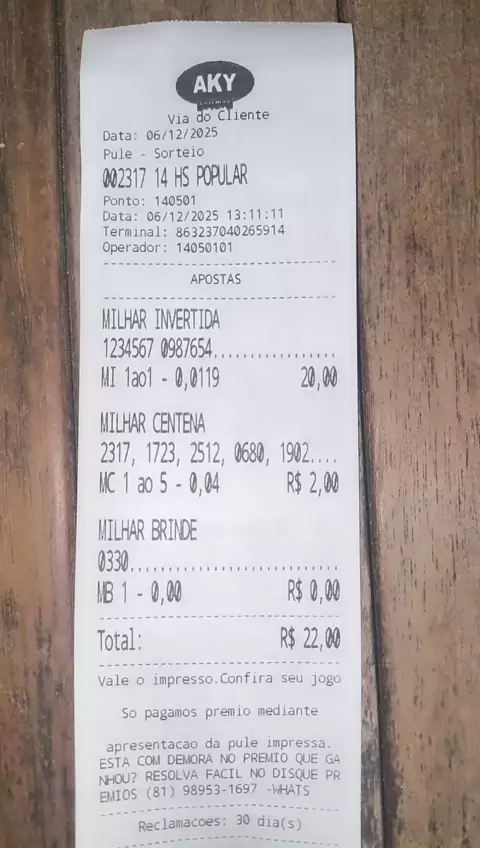 AKY
Via do Cliente
Data: 06/12/2025
Pule - Sorteio
002317 14 HS POPULAR
Ponto: 140501
Data: 06/12/2025 13:11:11
Terminal: 863237040265914
Operador: 14050101
APOSTAS
MILHAR INVERTIDA
1234567 0987654.................
MI 1ao1 - 0,0119 20,00
MILHAR CENTENA
2317, 1723, 2512, 0680, 1902....
MC 1 ao 5 - 0,04 R$ 2,00
MILHAR BRINDE
0330............................
MB 1 - 0,00 R$ 0,00
Total: R$ 22,00
Vale o impresso.Confira seu jogo
So pagamos premio mediante
apresentacao da pule impressa.
ESTA COM DEMORA NO PREMIO QUE GA
NHOU? RESOLVA FACIL NO DISQUE PR
EMIOS (81) 98953-1697 -WHATS
Reclamacoes: 30 dia(s)